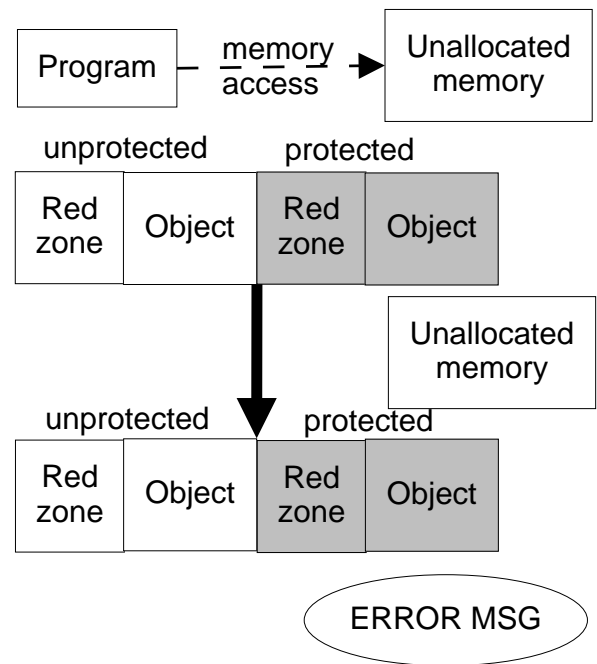 Program
memory
access
Unallocated
memory
unprotected
protected
Red
zone
Object
Red
zone
Object
Unallocated
memory
unprotected
protected
Red
zone
Object
Red
zone
Object
ERROR MSG